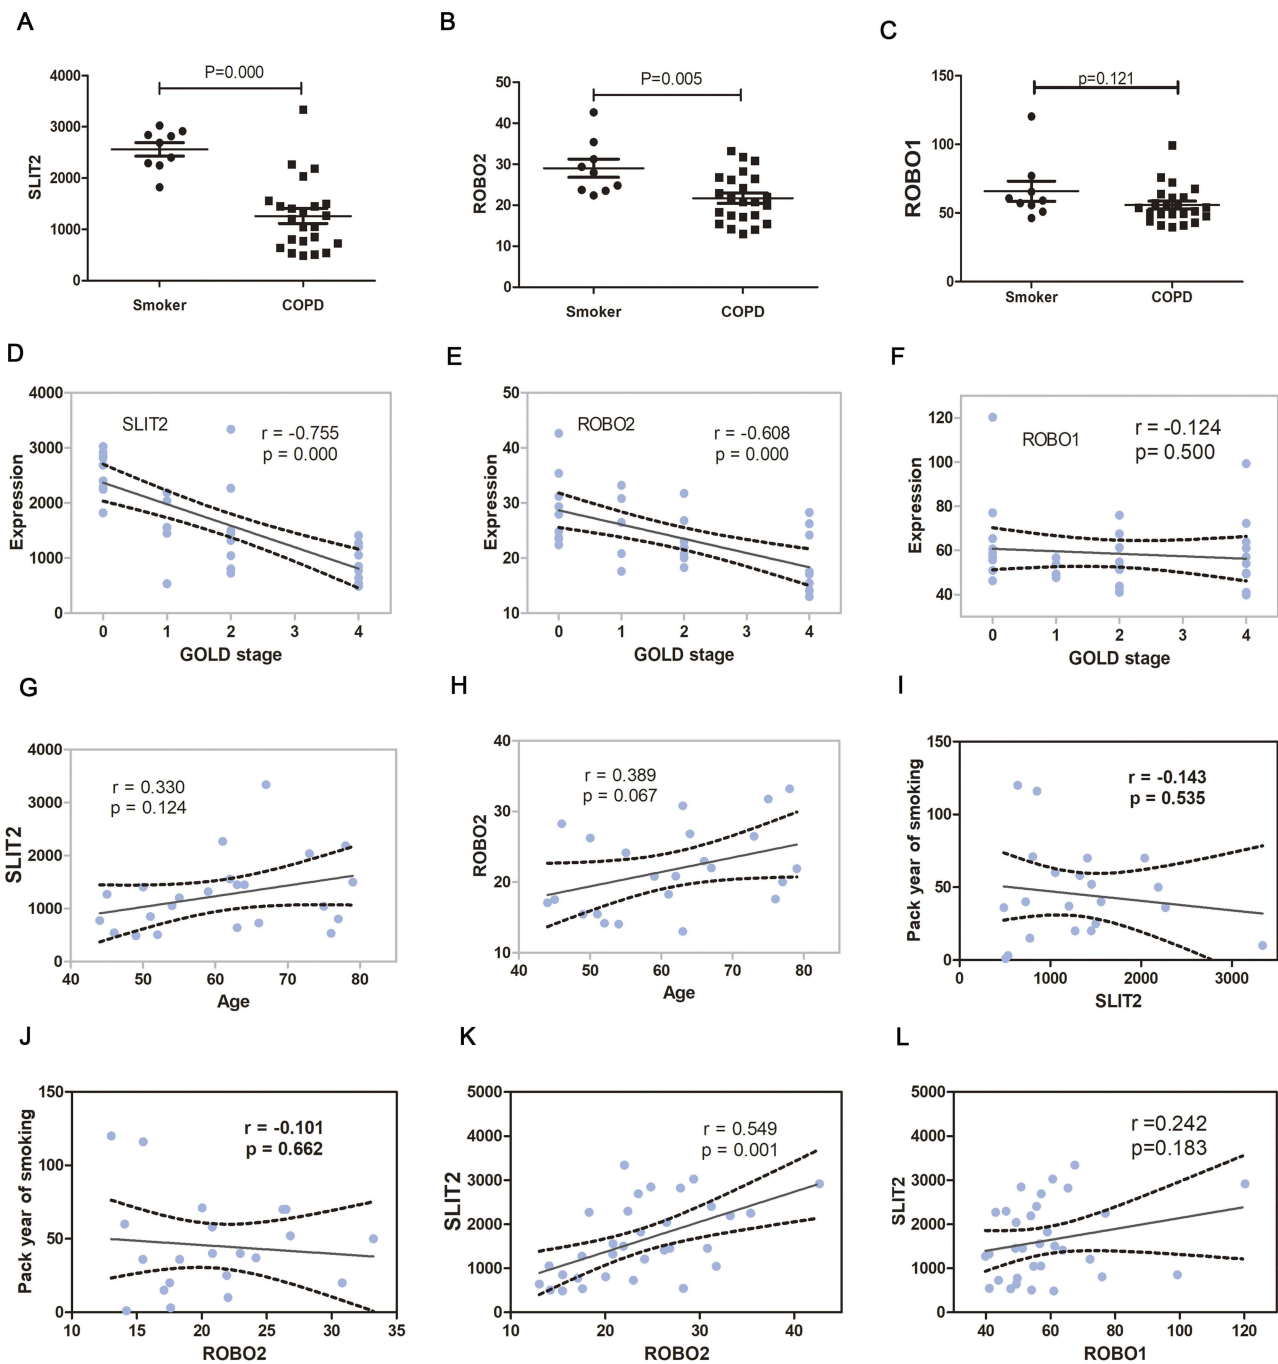 A
B
C
P=0.000
P=0.005
p=0.121
SLIT2
4000
3000
2000
1000
0
Smoker
COPD
ROBO2
50
40
30
20
10
0
Smoker
COPD
ROBO1
150
100
50
0
Smoker
COPD
D
E
F
Expression
4000
3000
2000
1000
0
SLIT2
r = -0.755
p = 0.000
0 1 2 3 4
GOLD stage
Expression
50
40
30
20
10
ROBO2
r = -0.608
p = 0.000
0 1 2 3 4
GOLD stage
Expression
120
100
80
60
40
ROBO1
r = -0.124
p= 0.500
0 1 2 3 4
GOLD stage
G
H
I
SLIT2
4000
3000
2000
1000
0
r = 0.330
p = 0.124
40 50 60 70 80
Age
ROBO2
40
30
20
10
r = 0.389
p = 0.067
40 50 60 70 80
Age
Pack year of smoking
150
100
50
0
r = -0.143
p = 0.535
0 1000 2000 3000
SLIT2
J
K
L
Pack year of smoking
150
100
50
0
r = -0.101
p = 0.662
10 15 20 25 30 35
ROBO2
SLIT2
5000
4000
3000
2000
1000
0
r = 0.549
p = 0.001
10 20 30 40
ROBO2
SLIT2
5000
4000
3000
2000
1000
0
r =0.242
p=0.183
40 60 80 100 120
ROBO1